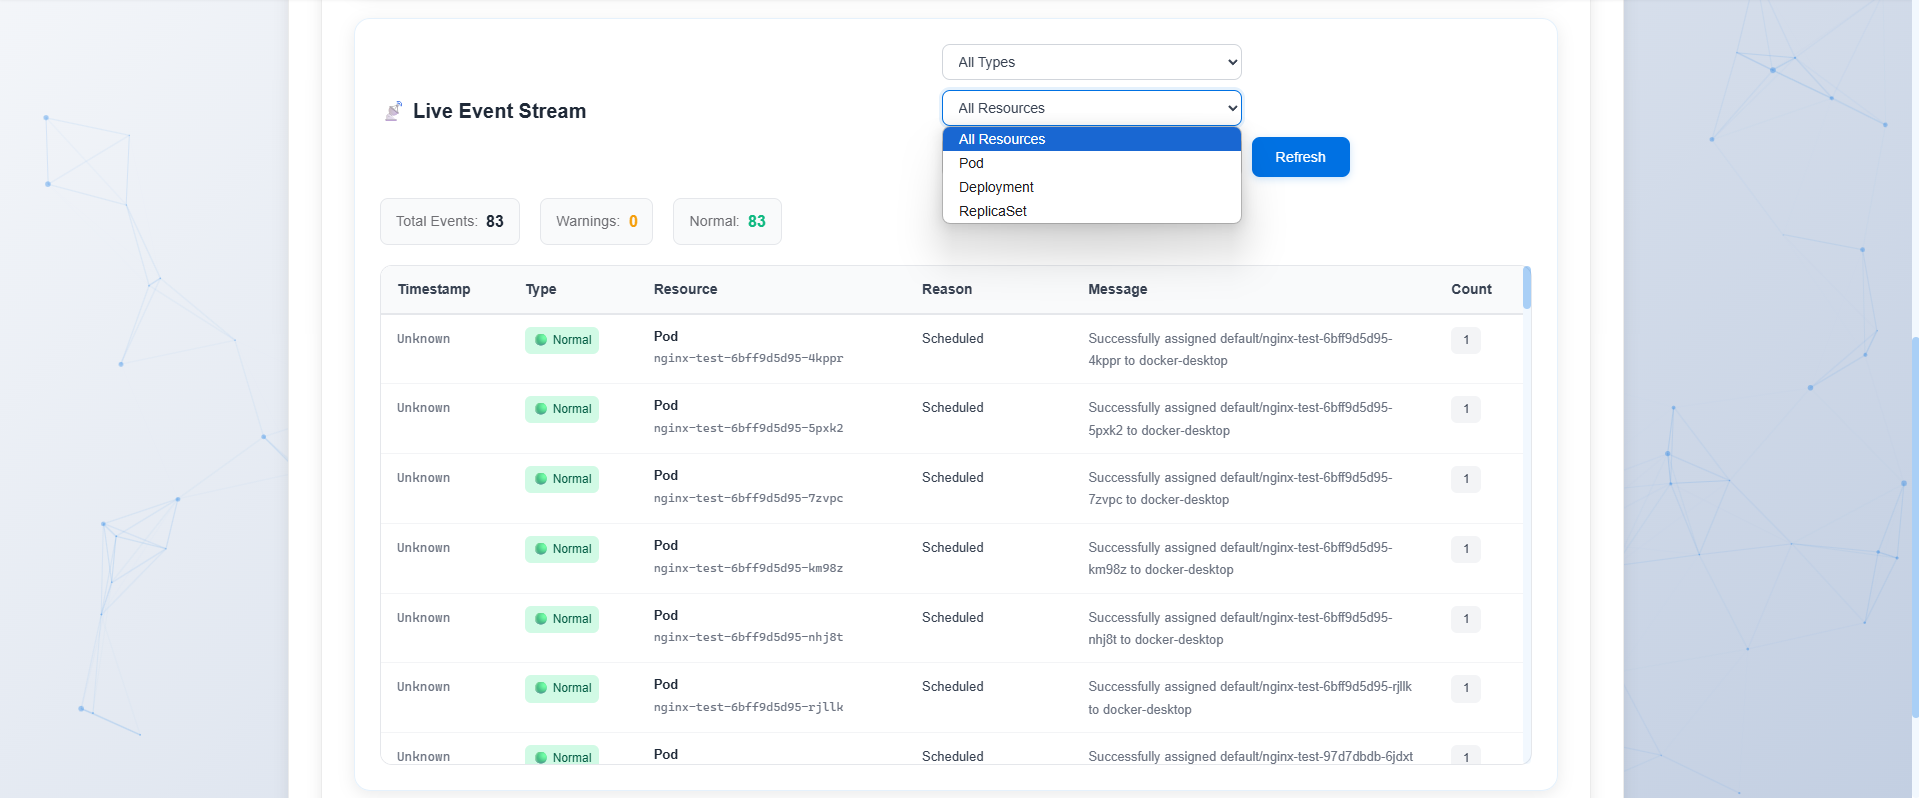 All Types
Live Event Stream
All Resources
All Resources
Pod
Deployment
ReplicaSet
Refresh
Total Events: 83
Warnings: 0
Normal: 83
Timestamp Type Resource Reason Message Count
Unknown Normal Pod Scheduled Successfully assigned default/nginx-test-6bff9d5d95- 1
nginx-test-6bff9d5d95-4kppr 4kppr to docker-desktop
Unknown Normal Pod Scheduled Successfully assigned default/nginx-test-6bff9d5d95- 1
nginx-test-6bff9d5d95-5pxk2 5pxk2 to docker-desktop
Unknown Normal Pod Scheduled Successfully assigned default/nginx-test-6bff9d5d95- 1
nginx-test-6bff9d5d95-7zvpc 7zvpc to docker-desktop
Unknown Normal Pod Scheduled Successfully assigned default/nginx-test-6bff9d5d95- 1
nginx-test-6bff9d5d95-km98z km98z to docker-desktop
Unknown Normal Pod Scheduled Successfully assigned default/nginx-test-6bff9d5d95- 1
nginx-test-6bff9d5d95-nhj8t nhj8t to docker-desktop
Unknown Normal Pod Scheduled Successfully assigned default/nginx-test-6bff9d5d95-rjllk 1
nginx-test-6bff9d5d95-rjllk to docker-desktop
Unknown Normal Pod Scheduled Successfully assigned default/nginx-test-97d7dbdb-6jdxt 1